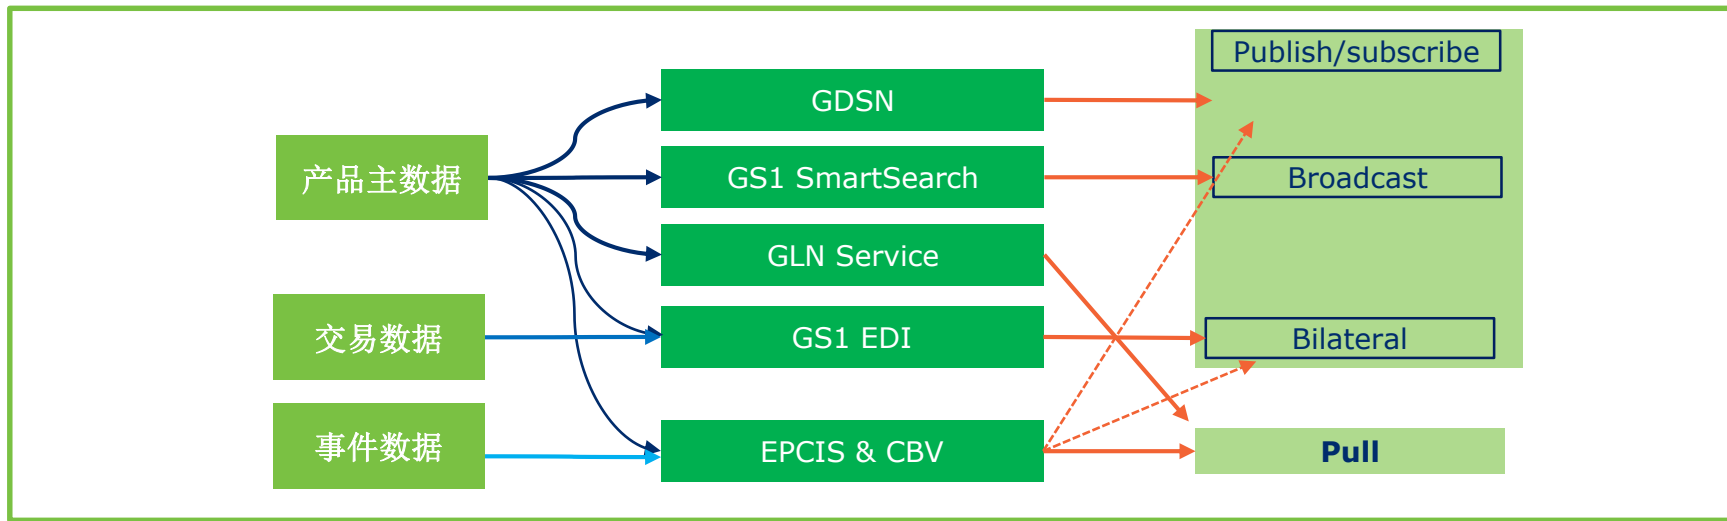 产品主数据
交易数据
事件数据
GDSN
GS1 SmartSearch
GLN Service
GS1 EDI
EPCIS & CBV
Publish/subscribe
Broadcast
Bilateral
Pull